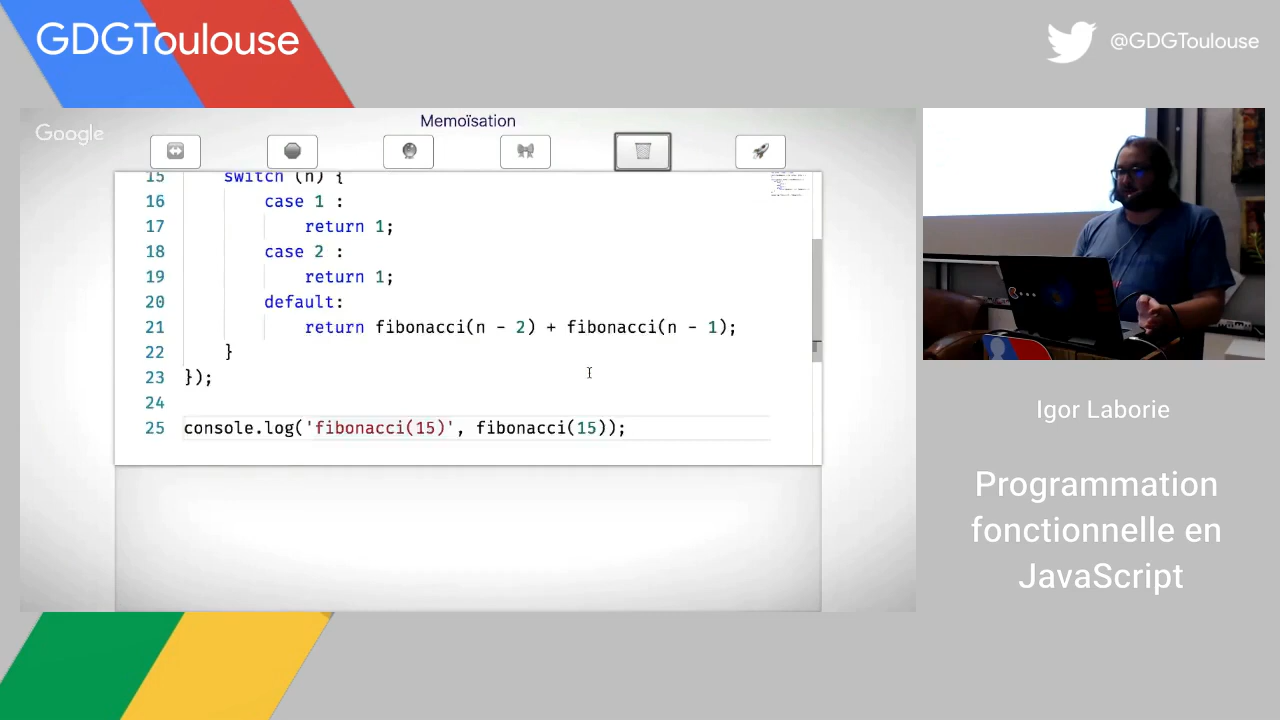 GDGToulouse
@GDGToulouse
Google
Memoïsation
15 switch (n) {
16 case 1 :
17 return 1;
18 case 2 :
19 return 1;
20 default:
21 return fibonacci(n - 2) + fibonacci(n - 1);
22 }
23 });
24
25 console.log('fibonacci(15)', fibonacci(15));
Igor Laborie
Programmation
fonctionnelle en
JavaScript